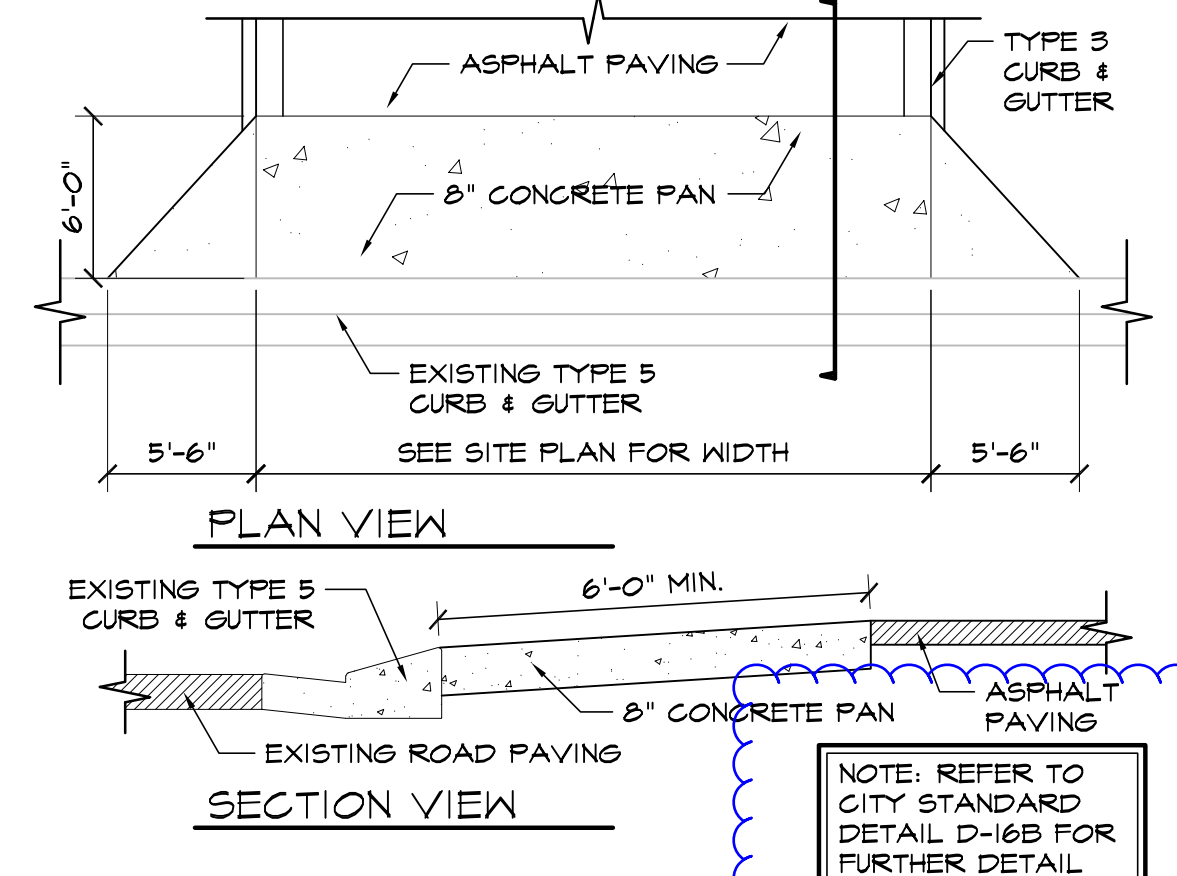 ASPHALT PAVING
TYPE 3
CURB &
GUTTER
6'-0"
8" CONCRETE PAN
EXISTING TYPE 5
CURB & GUTTER
5'-6"
SEE SITE PLAN FOR WIDTH
5'-6"
PLAN VIEW
EXISTING TYPE 5
CURB & GUTTER
6'-0" MIN.
8" CONCRETE PAN
ASPHALT
PAVING
EXISTING ROAD PAVING
SECTION VIEW
NOTE: REFER TO
CITY STANDARD
DETAIL D-16B FOR
FURTHER DETAIL